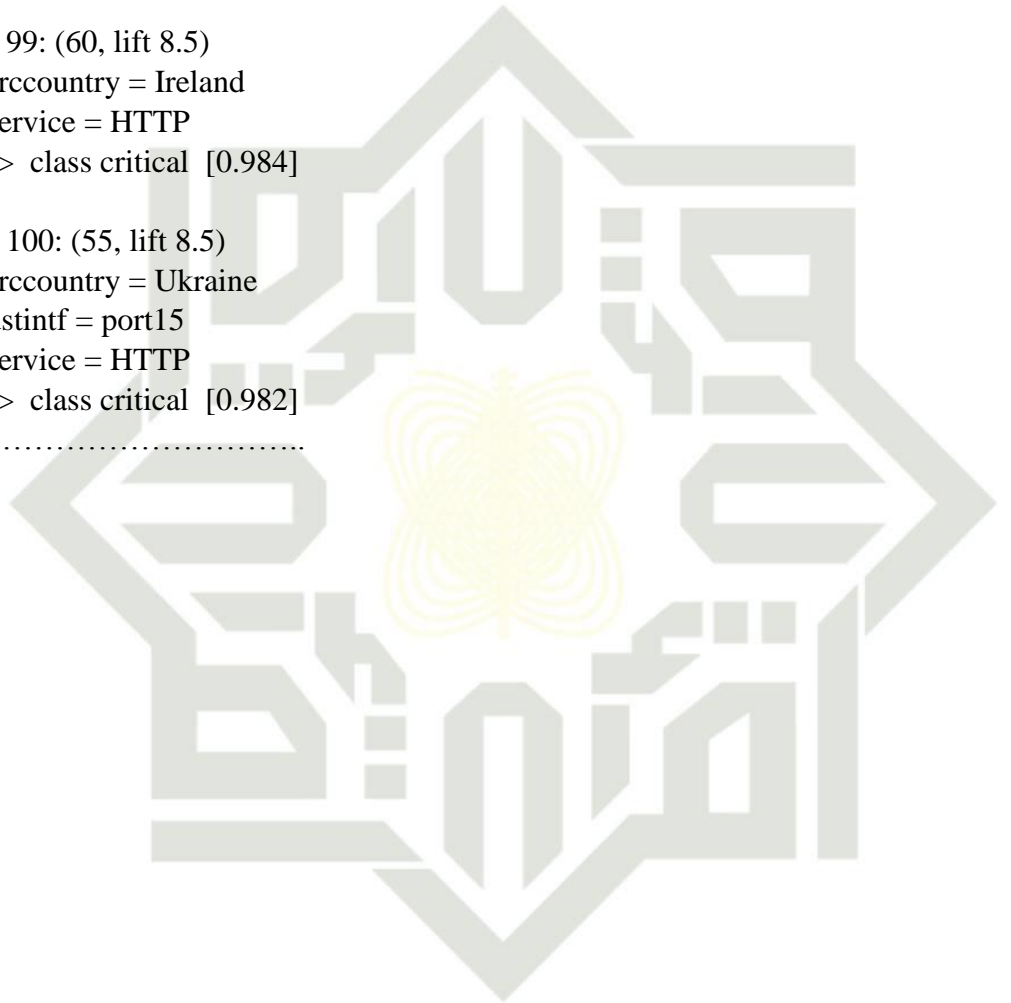 99: (60, lift 8.5)
rccountry = Ireland
ervice = HTTP
> class critical [0.984]
100: (55, lift 8.5)
rccountry = Ukraine
stintf = port15
ervice = HTTP
> class critical [0.982]
……………………………..